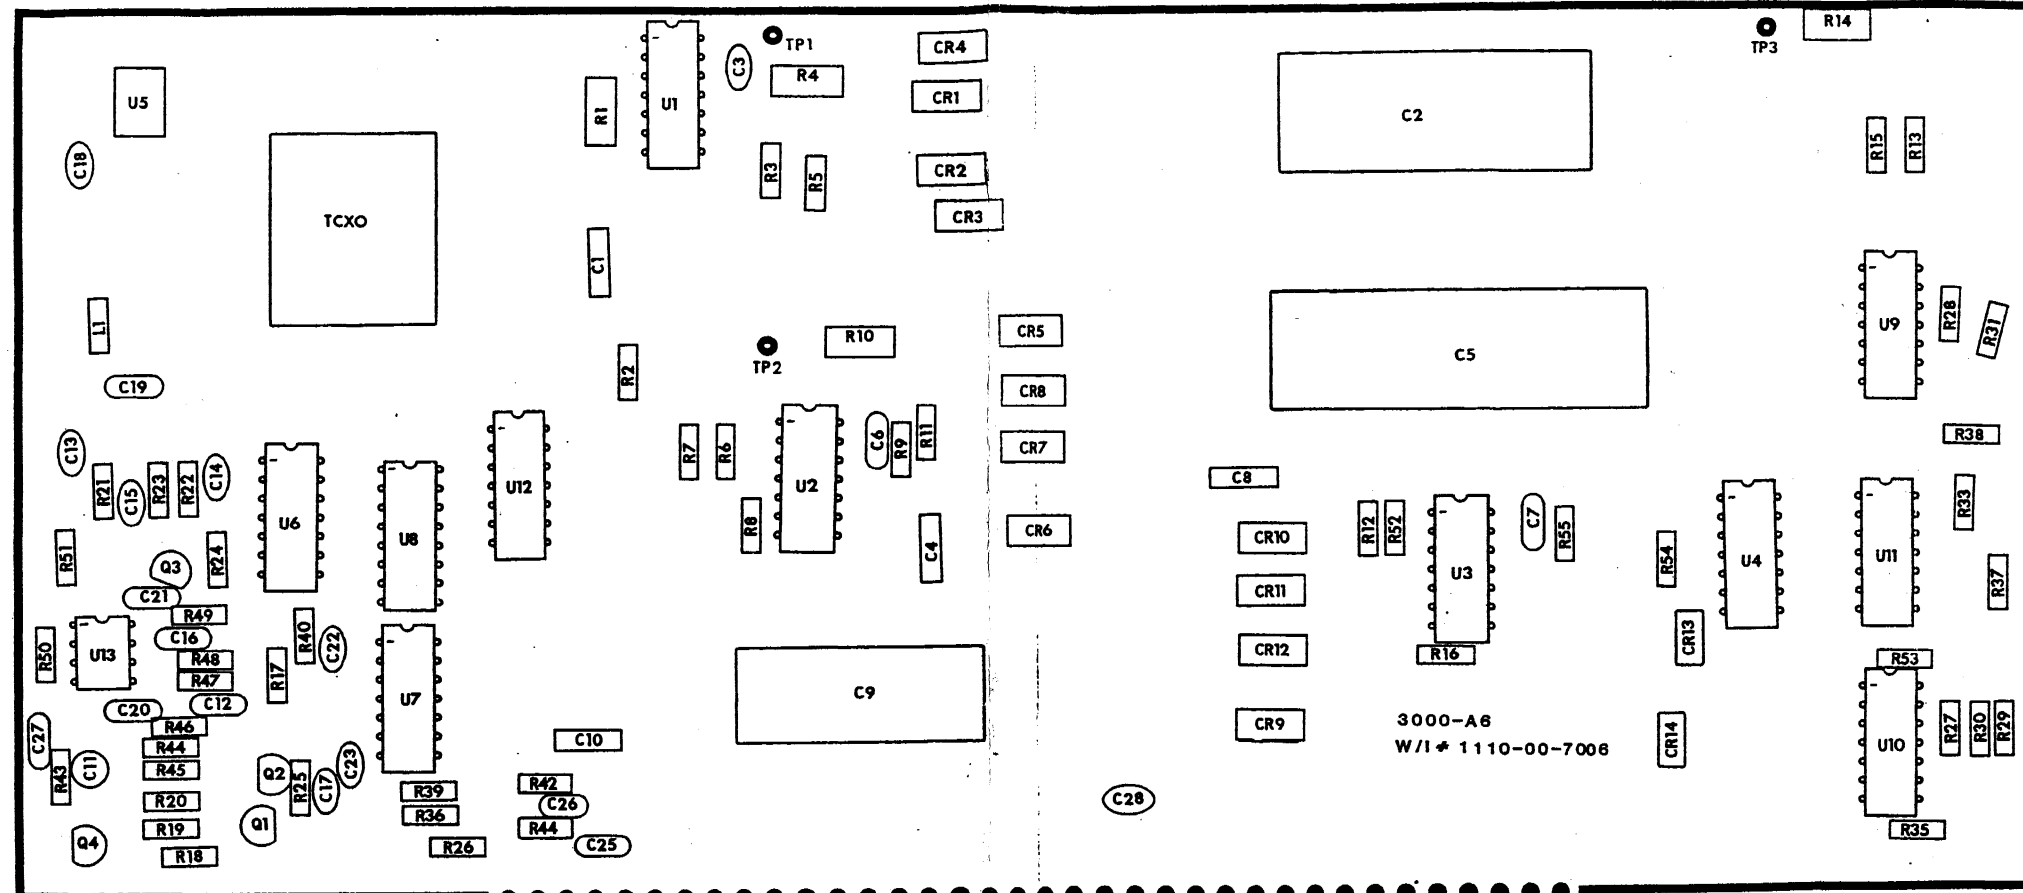 TP1
R14
TP3
CR4
C3
R4
U5
U1
CR1
R1
C2
C18
R15
R13
R3
R5
CR2
TCXO
CR3
C1
L1
R10
CR5
U9
R28
R31
TP2
C5
R2
C19
CR8
C6
R9
R11
CR7
R38
C13
R7
R6
R21
C15
R23
R22
C14
U12
U2
C8
R33
U6
U8
R8
C4
CR6
CR10
R12
R52
C7
R55
R51
Q3
R24
U3
R54
U4
U11
R37
C21
CR11
R49
R50
U13
C16
R40
C22
CR13
R48
R47
R17
CR12
R16
R53
C12
U7
C9
C20
R46
C27
R44
C10
CR9
3000-A6
W/I# 1110-00-7006
CR14
R27
R30
R29
U10
R43
C11
R45
Q2
R25
C17
C23
R39
R42
R20
C26
C28
R36
R19
Q1
R44
R35
Q4
R18
R26
C25